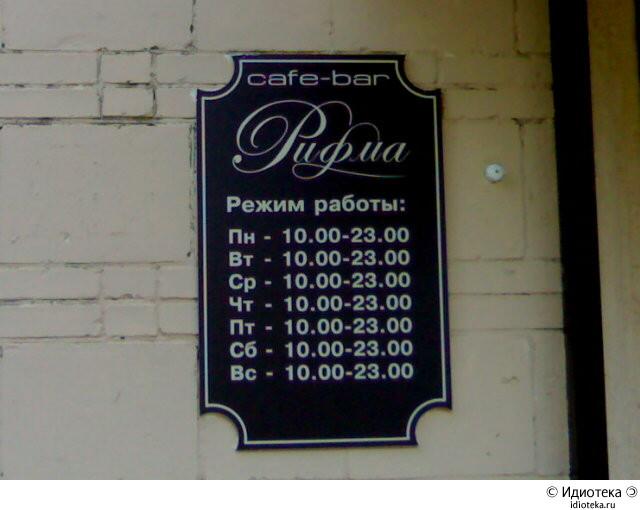 cafe-bar
Рифма
Режим работы:
Пн - 10.00-23.00
Вт - 10.00-23.00
Ср - 10.00-23.00
Чт - 10.00-23.00
Пт - 10.00-23.00
Сб - 10.00-23.00
Вс - 10.00-23.00
© Идиотека
idioteka.ru